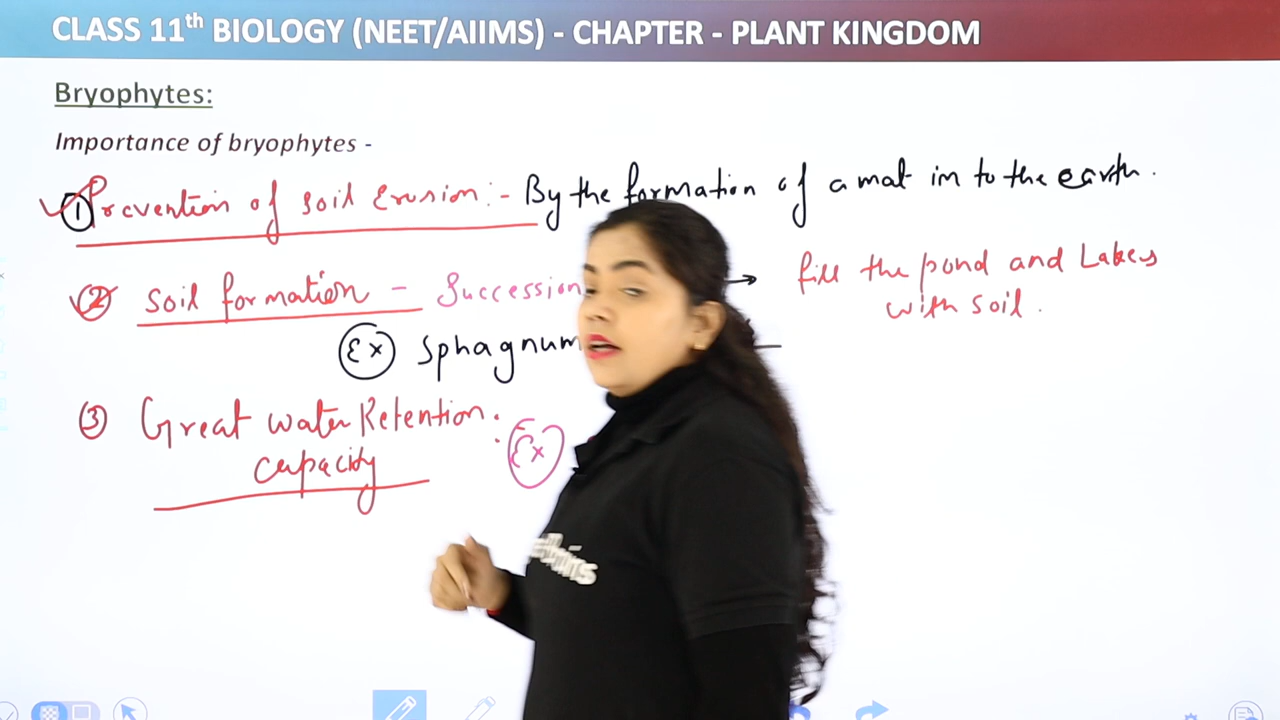 CLASS 11th BIOLOGY (NEET/AIIMS) - CHAPTER - PLANT KINGDOM
Bryophytes:
Importance of bryophytes -
① Prevention of soil Erosion:- By the formation of a mat in to the earth.
② soil formation - Succession → fill the pond and Lakes
with soil.
Ex Sphagnum
③ Great water Retention:
capacity
Ex